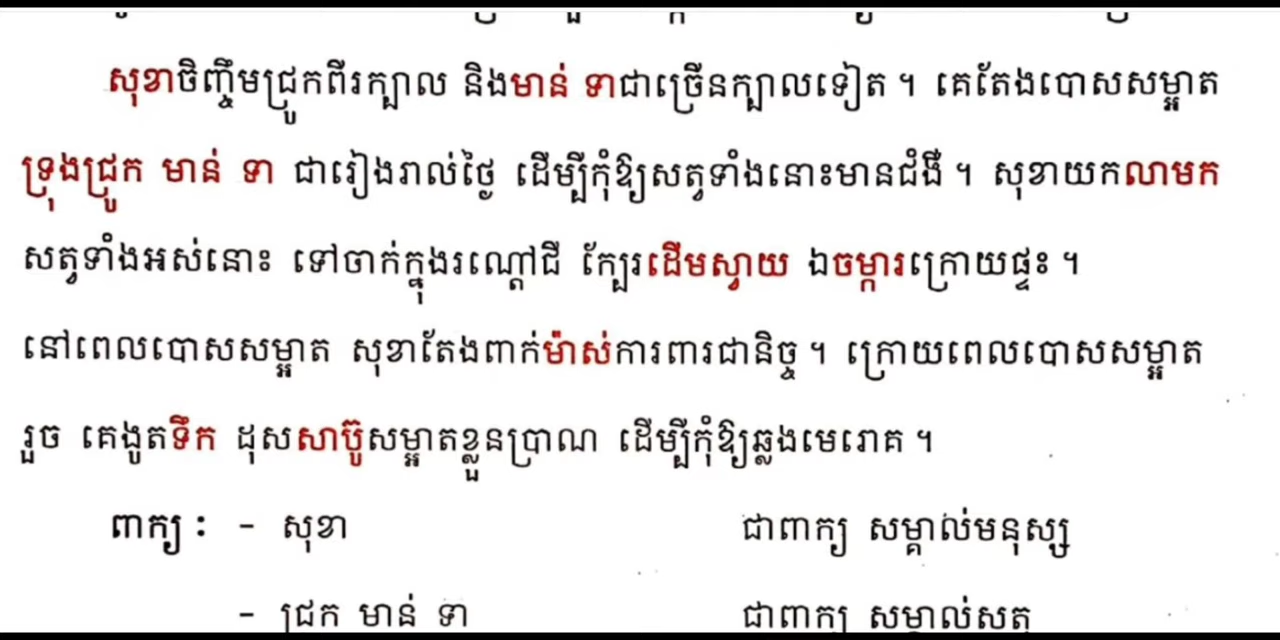 សុខាចិញ្ចឹមជ្រូកពីរក្បាល និងមាន់ ទាជាច្រើនក្បាលទៀត ។ គេតែងបោសសម្អាត
ទ្រុងជ្រូក មាន់ ទា ជារៀងរាល់ថ្ងៃ ដើម្បីកុំឱ្យសត្វទាំងនោះមានជំងឺ ។ សុខាយកលាមក
សត្វទាំងអស់នោះ ទៅចាក់ក្នុងរណ្ដៅជី ក្បែរដើមស្វាយ ឯចម្ការក្រោយផ្ទះ ។
នៅពេលបោសសម្អាត សុខាតែងពាក់ម៉ាស់ការពារជានិច្ច ។ ក្រោយពេលបោសសម្អាត
រួច គេងូតទឹក ដុសសាប៊ូសម្អាតខ្លួនប្រាណ ដើម្បីកុំឱ្យឆ្លងមេរោគ ។
ពាក្យ ៖ - សុខា ជាពាក្យ សម្គាល់មនុស្ស
- ជ្រូក មាន់ ទា ជាពាក្យ សម្គាល់សត្វ